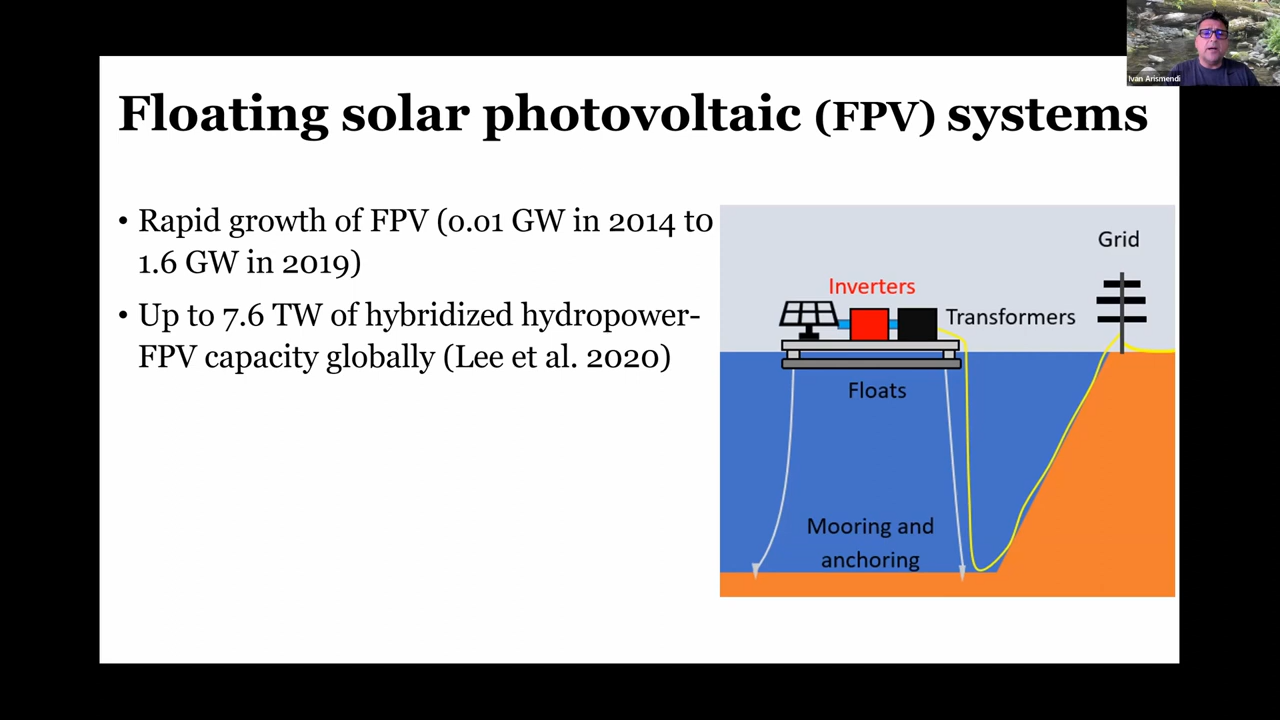 Ivan Arismendi
Floating solar photovoltaic (FPV) systems
• Rapid growth of FPV (0.01 GW in 2014 to
1.6 GW in 2019)
• Up to 7.6 TW of hybridized hydropower-
FPV capacity globally (Lee et al. 2020)
Grid
Inverters
Transformers
Floats
Mooring and
anchoring